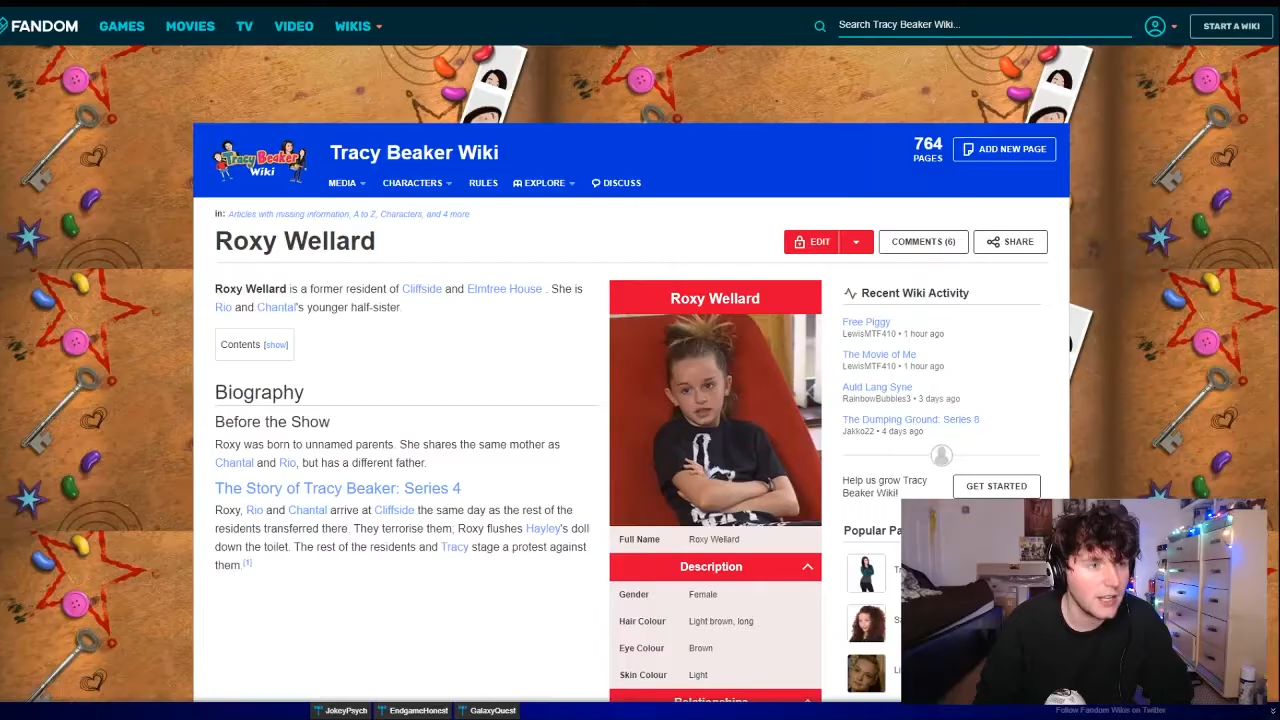 FANDOM GAMES MOVIES TV VIDEO WIKIS Search Tracy Beaker Wiki... START A WIKI
Tracy Beaker Wiki
Tracy Beaker Wiki
764 PAGES
ADD NEW PAGE
MEDIA CHARACTERS RULES EXPLORE DISCUSS
in: Articles with missing information, A to Z, Characters, and 4 more
Roxy Wellard
EDIT COMMENTS (6) SHARE
Roxy Wellard is a former resident of Cliffside and Elmtree House . She is
Rio and Chantal's younger half-sister.
Contents [show]
Biography
Before the Show
Roxy was born to unnamed parents. She shares the same mother as
Chantal and Rio, but has a different father.
The Story of Tracy Beaker: Series 4
Roxy, Rio and Chantal arrive at Cliffside the same day as the rest of the
residents transferred there. They terrorise them; Roxy flushes Hayley's doll
down the toilet. The rest of the residents and Tracy stage a protest against
them.[1]
Roxy Wellard
Full Name Roxy Wellard
Description
Gender Female
Hair Colour Light brown, long
Eye Colour Brown
Skin Colour Light
Relationships
Recent Wiki Activity
Free Piggy
LewisMTF410 • 1 hour ago
The Movie of Me
LewisMTF410 • 1 hour ago
Auld Lang Syne
RainbowBubbles3 • 3 days ago
The Dumping Ground: Series 8
Jakko22 • 4 days ago
Help us grow Tracy
Beaker Wiki!
GET STARTED
Popular Pa
JokeyPsych EndgameHonest GalaxyQuest
Follow Fandom Wikis on Twitter